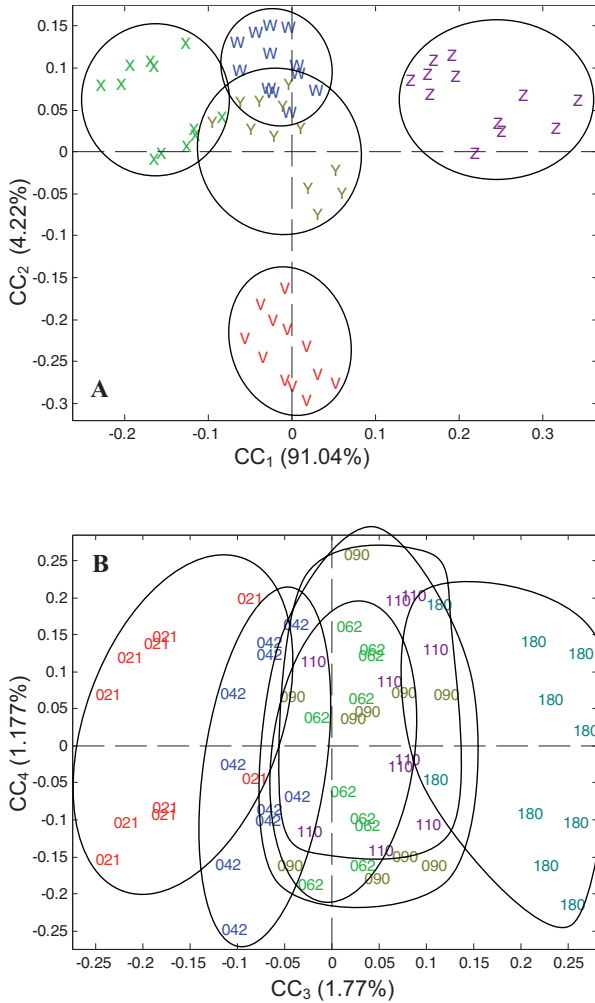 0.15 W W W
W X W
0.1 X X X W W W W Z Z Z Z Z
X X W W W Y Z Z
0.05 Y Y Y W Z Z
X Y X Y Y Y X Y Z Z Z
0 X X X Z
Y
-0.05 Y Y
Y
-0.1
-0.15
V
-0.2 V V
V V
V V
-0.25 V
V V
V V V
-0.3 V
A
-0.2 -0.1 0 0.1 0.2 0.3
CC2 (4.22%)
CC1 (91.04%)
B
0.25 090
0.2 021 110 110 180
0.15 021 021 042 062
021 021 042 042 062 062 110 180 180
0.1 110 110
0.05 042 090 062 090 090 180
062 090 090 180
0
042 110 110
-0.05 021 062 180
042
-0.1 021 021 021 042 042 110 062 062 110 180 180
-0.15 021 042 090 062 110 090 090 180
-0.2 062 090 180
-0.25 042
-0.25 -0.2 -0.15 -0.1 -0.05 0 0.05 0.1 0.15 0.2 0.25
CC4 (1.177%)
CC3 (1.77%)